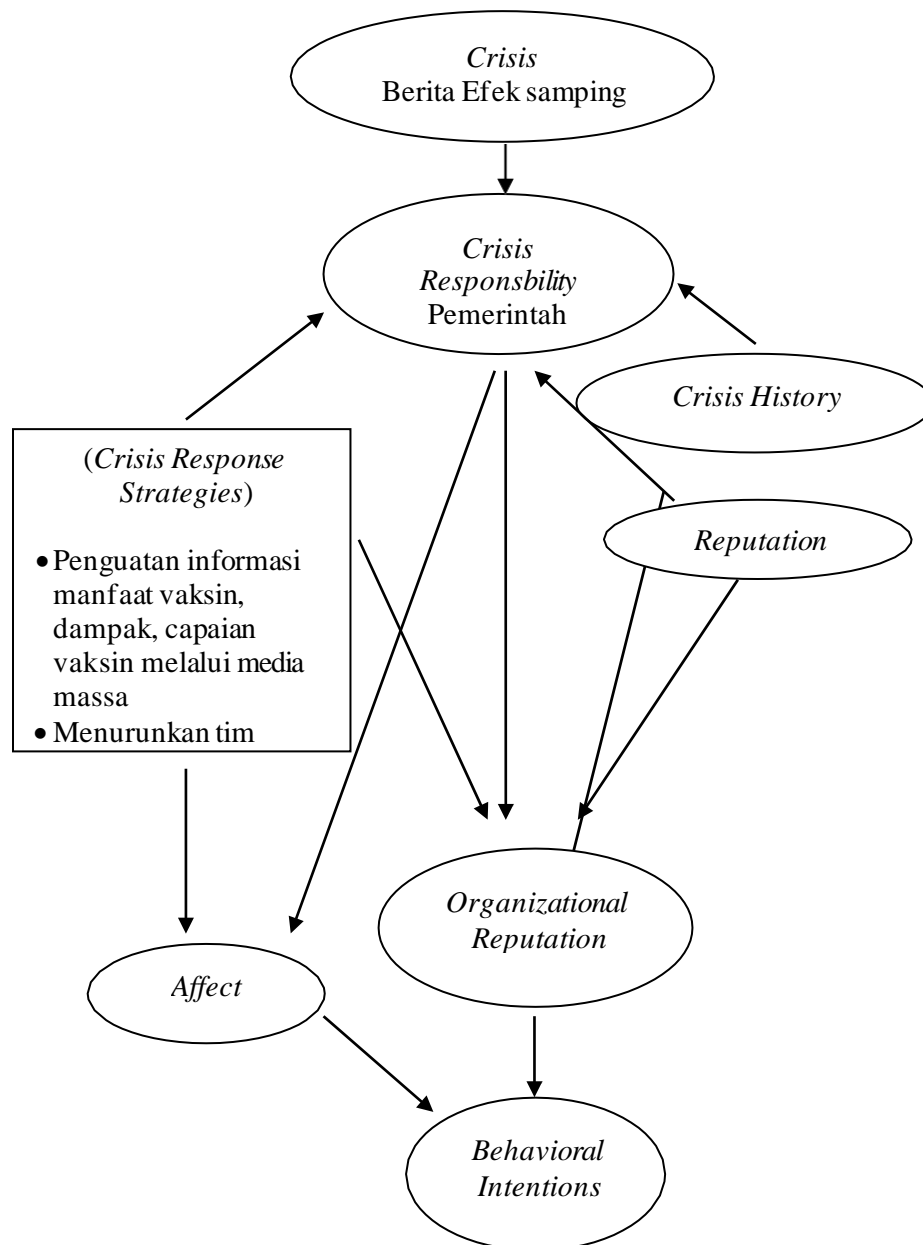 Crisis
Berita Efek samping
Crisis
Responsbility
Pemerintah
Crisis History
(Crisis Response
Strategies)
Reputation
• Penguatan informasi
manfaat vaksin,
dampak, capaian
vaksin melalui media
massa
• Menurunkan tim
Organizational
Reputation
Affect
Behavioral
Intentions